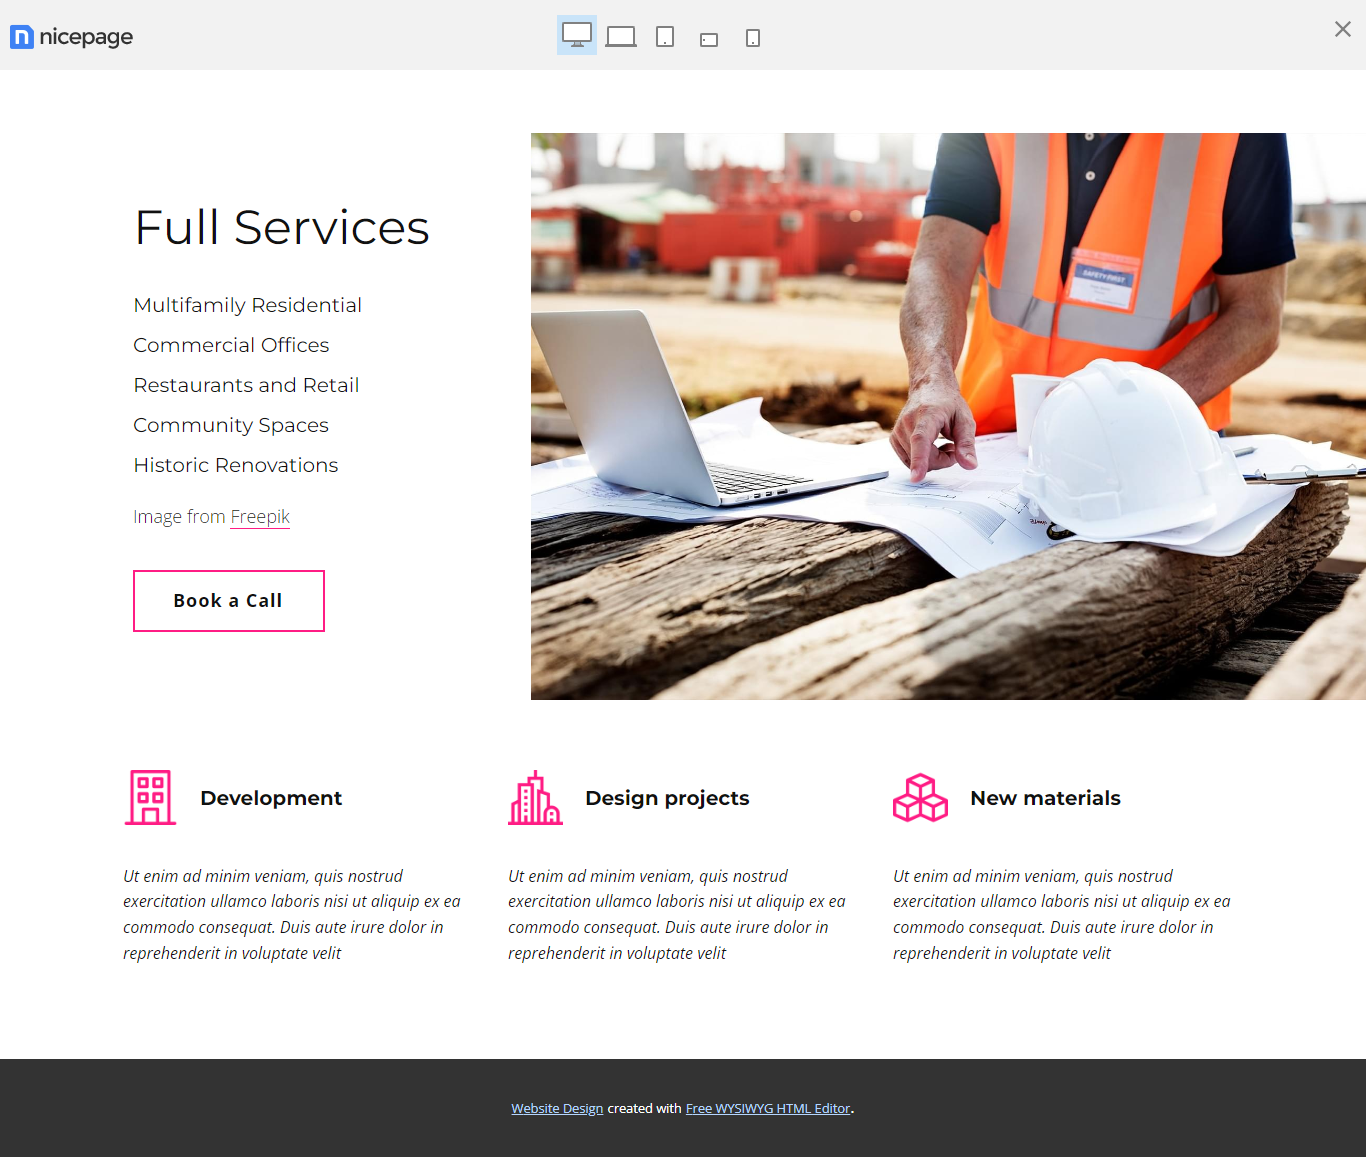 nicepage
Full Services
Multifamily Residential
Commercial Offices
Restaurants and Retail
Community Spaces
Historic Renovations
Image from Freepik
Book a Call
SAFETY FIRST
Development
Design projects
New materials
Ut enim ad minim veniam, quis nostrud
exercitation ullamco laboris nisi ut aliquip ex ea
commodo consequat. Duis aute irure dolor in
reprehenderit in voluptate velit
Ut enim ad minim veniam, quis nostrud
exercitation ullamco laboris nisi ut aliquip ex ea
commodo consequat. Duis aute irure dolor in
reprehenderit in voluptate velit
Ut enim ad minim veniam, quis nostrud
exercitation ullamco laboris nisi ut aliquip ex ea
commodo consequat. Duis aute irure dolor in
reprehenderit in voluptate velit
Website Design created with Free WYSIWYG HTML Editor.